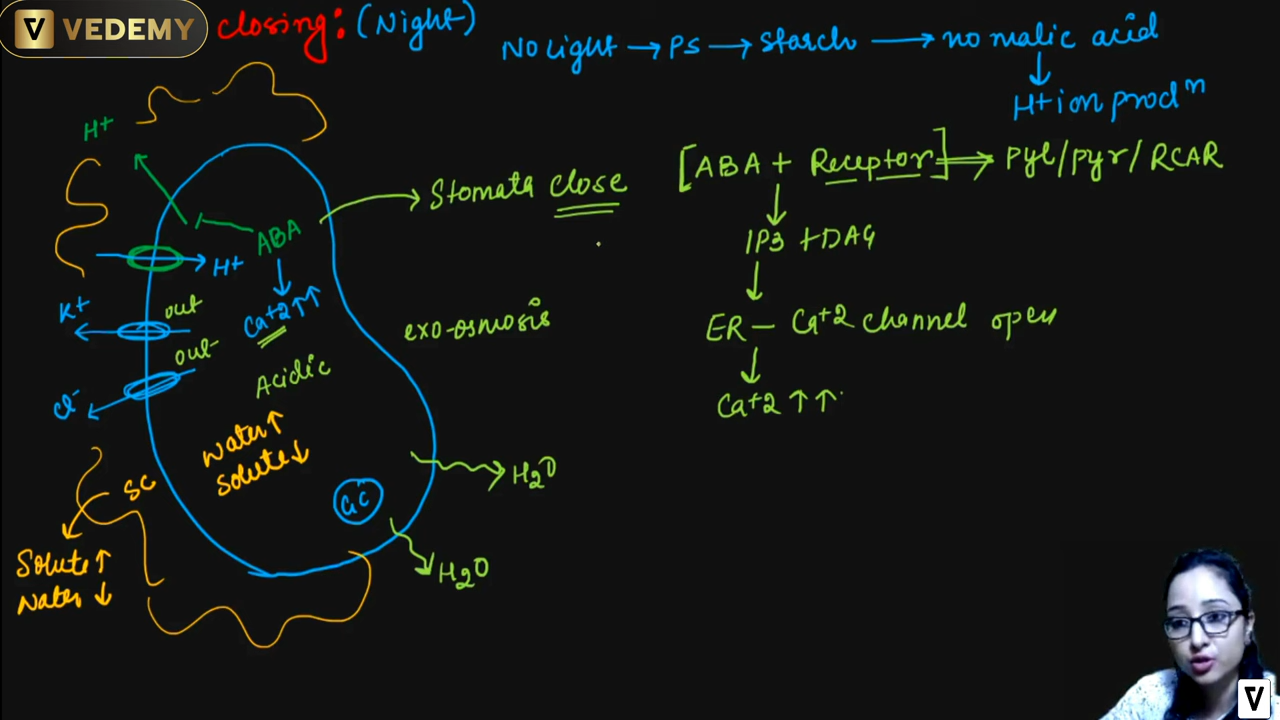 V VEDEMY
closing: (Night)
No light → PS → starch → no malic acid
↓
H+ ion prodⁿ
[ABA + Receptor] ⇒ Pyl/pyr/RCAR
↓
IP3 + DAG
↓
ER – Ca+2 channel open
↓
Ca+2 ↑↑
H+
Stomata close
ABA
H+
K+
out
Ca+2 ↑↑
exo-osmosis
out
Cl-
Acidic
Water ↑
Solute ↓
H2O
SC
GC
Solute ↑
Water ↓
H2O
V